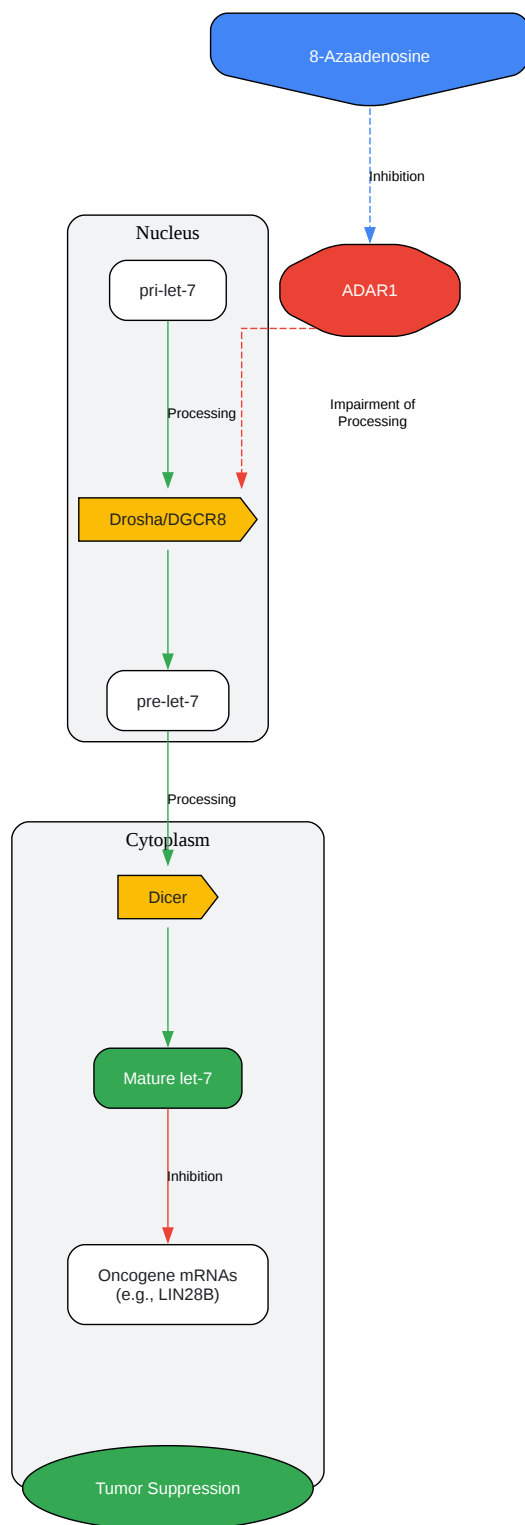 8-Azaadenosine
Inhibition
Nucleus
pri-let-7
ADAR1
Processing
Impairment of
Processing
Drosha/DGCR8
pre-let-7
Processing
Cytoplasm
Dicer
Mature let-7
Inhibition
Oncogene mRNAs
(e.g., LIN28B)
Tumor Suppression